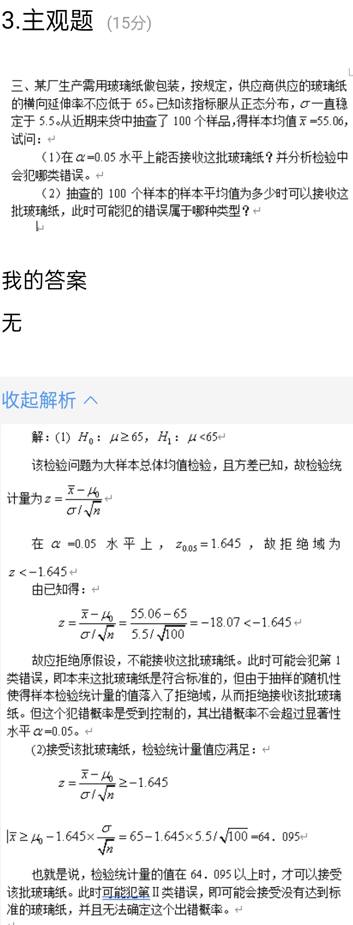 3.主观题 (15分)
三、某厂生产需用玻璃纸做包装，按规定，供应商供应的玻璃纸
的横向延伸率不应低于 65。已知该指标服从正态分布，σ一直稳
定于 5.5。从近期来货中抽查了 100 个样品，得样本均值 x̄ =55.06，
试问：
（1）在α=0.05 水平上能否接收这批玻璃纸？并分析检验中
会犯哪类错误。
（2）抽查的 100 个样本的样本平均值为多少时可以接收这
批玻璃纸，此时可能犯的错误属于哪种类型？
我的答案
无
收起解析
解：(1) H₀：μ≥65，H₁：μ<65
该检验问题为大样本总体均值检验，且方差已知，故检验统
计量为 z = (x̄−μ₀)/(σ/√n)
在 α =0.05 水平上，z₀.₀₅ = 1.645，故拒绝域为
z < −1.645
由已知得：
z = (x̄−μ₀)/(σ/√n) = (55.06−65)/(5.5/√100) = −18.07 < −1.645
故应拒绝原假设，不能接收这批玻璃纸。此时可能会犯第 1
类错误，即本来这批玻璃纸是符合标准的，但由于抽样的随机性
使得样本检验统计量的值落入了拒绝域，从而拒绝接收该批玻璃
纸。但这个犯错概率是受到控制的，其出错概率不会超过显著性
水平α=0.05。
(2)接受该批玻璃纸，检验统计量值应满足：
z = (x̄−μ₀)/(σ/√n) ≥ −1.645
x̄ ≥ μ₀ −1.645× σ/√n = 65−1.645×5.5/√100 =64．095
也就是说，检验统计量的值在 64．095 以上时，才可以接受
该批玻璃纸。此时可能犯第Ⅱ类错误，即可能会接受没有达到标
准的玻璃纸，并且无法确定这个出错概率。